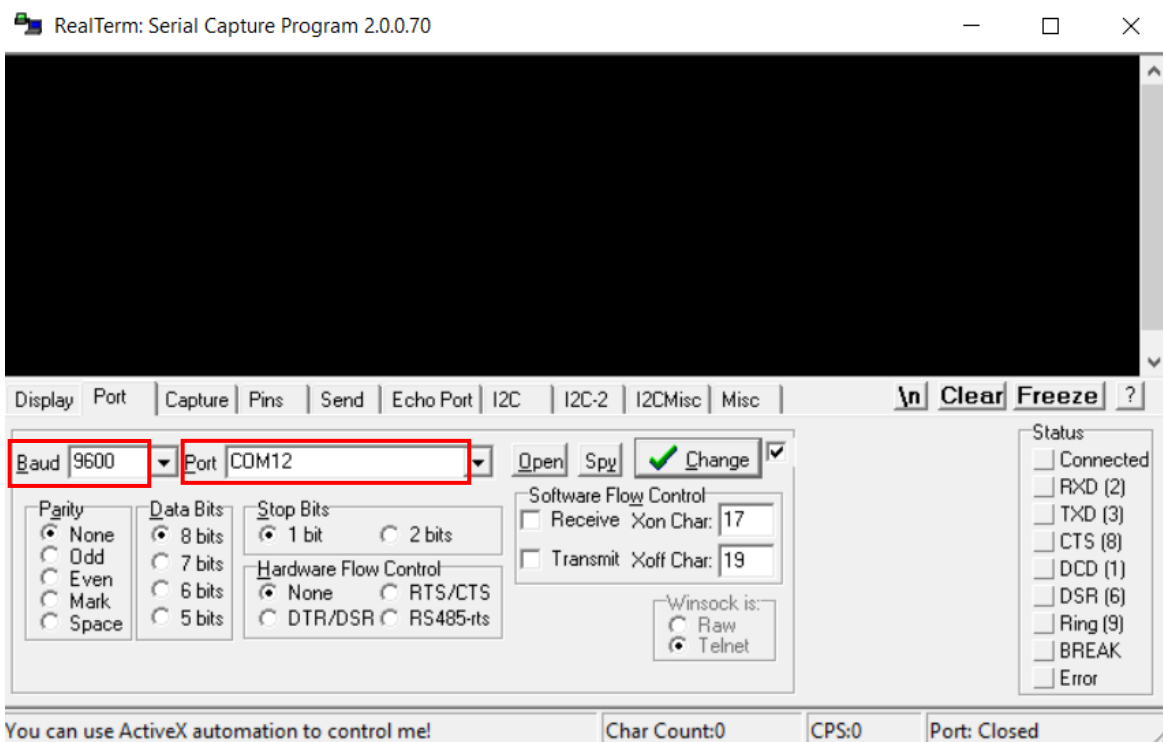 RealTerm: Serial Capture Program 2.0.0.70
Display Port Capture Pins Send Echo Port I2C I2C-2 I2CMisc Misc \n Clear Freeze ?
Baud 9600 Port COM12 Open Spy Change
Status
Connected
RXD (2)
TXD (3)
CTS (8)
DCD (1)
DSR (6)
Ring (9)
BREAK
Error
Parity
None
Odd
Even
Mark
Space
Data Bits
8 bits
7 bits
6 bits
5 bits
Stop Bits
1 bit 2 bits
Hardware Flow Control
None RTS/CTS
DTR/DSR RS485-rts
Software Flow Control
Receive Xon Char: 17
Transmit Xoff Char: 19
Winsock is:
Raw
Telnet
You can use ActiveX automation to control me! Char Count:0 CPS:0 Port: Closed